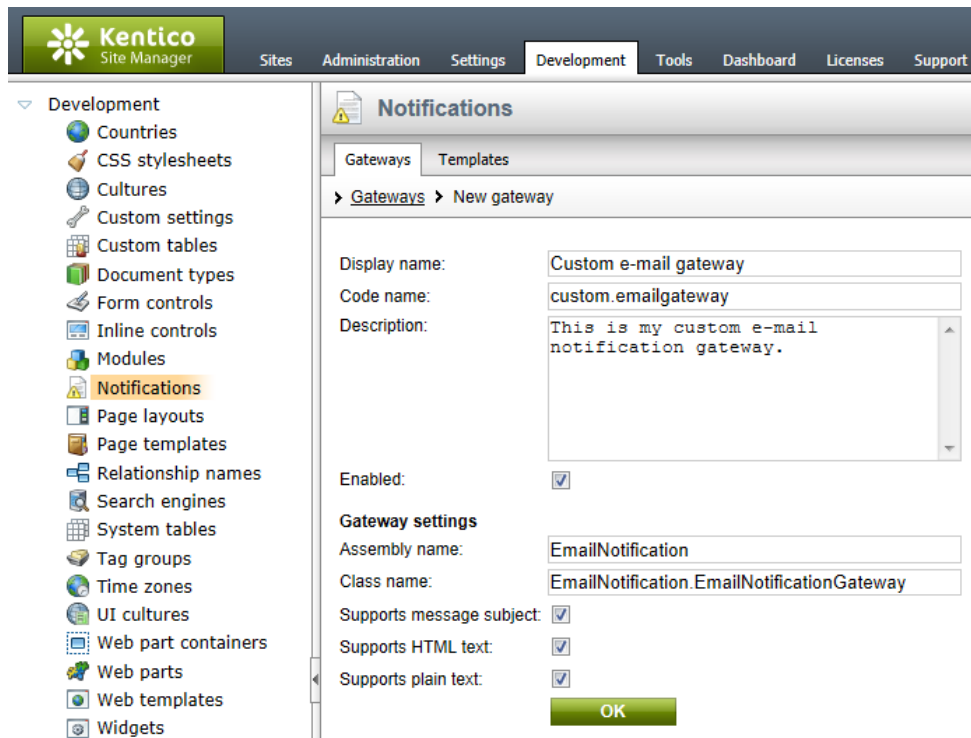 Kentico
Site Manager
Sites Administration Settings Development Tools Dashboard Licenses Support
Development
Countries
CSS stylesheets
Cultures
Custom settings
Custom tables
Document types
Form controls
Inline controls
Modules
Notifications
Page layouts
Page templates
Relationship names
Search engines
System tables
Tag groups
Time zones
UI cultures
Web part containers
Web parts
Web templates
Widgets
Notifications
Gateways Templates
Gateways New gateway
Display name: Custom e-mail gateway
Code name: custom.emailgateway
Description: This is my custom e-mail
notification gateway.
Enabled:
Gateway settings
Assembly name: EmailNotification
Class name: EmailNotification.EmailNotificationGateway
Supports message subject:
Supports HTML text:
Supports plain text:
OK